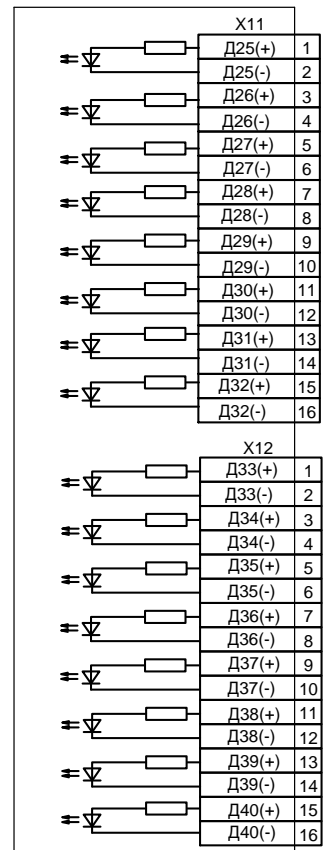 X11
Д25(+) 1
Д25(-) 2
Д26(+) 3
Д26(-) 4
Д27(+) 5
Д27(-) 6
Д28(+) 7
Д28(-) 8
Д29(+) 9
Д29(-) 10
Д30(+) 11
Д30(-) 12
Д31(+) 13
Д31(-) 14
Д32(+) 15
Д32(-) 16
X12
Д33(+) 1
Д33(-) 2
Д34(+) 3
Д34(-) 4
Д35(+) 5
Д35(-) 6
Д36(+) 7
Д36(-) 8
Д37(+) 9
Д37(-) 10
Д38(+) 11
Д38(-) 12
Д39(+) 13
Д39(-) 14
Д40(+) 15
Д40(-) 16